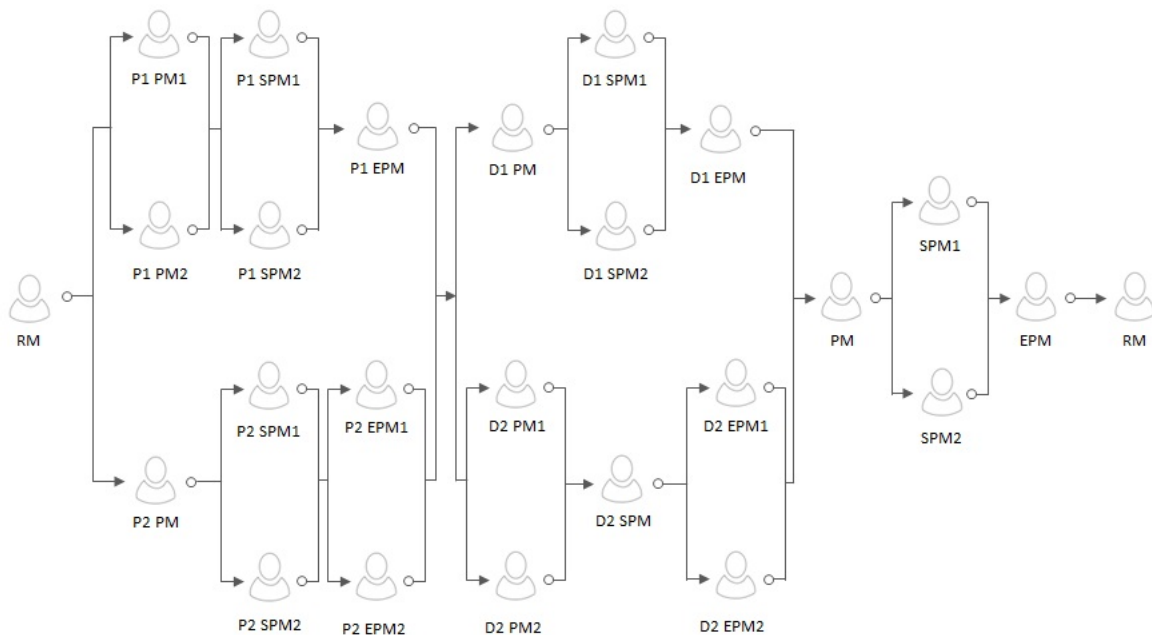 P1 PM1
P1 SPM1
D1 SPM1
P1 EPM
D1 PM
D1 EPM
P1 PM2
P1 SPM2
D1 SPM2
SPM1
RM
PM
EPM
RM
P2 SPM1
P2 EPM1
D2 PM1
D2 EPM1
SPM2
P2 PM
D2 SPM
P2 SPM2
P2 EPM2
D2 PM2
D2 EPM2